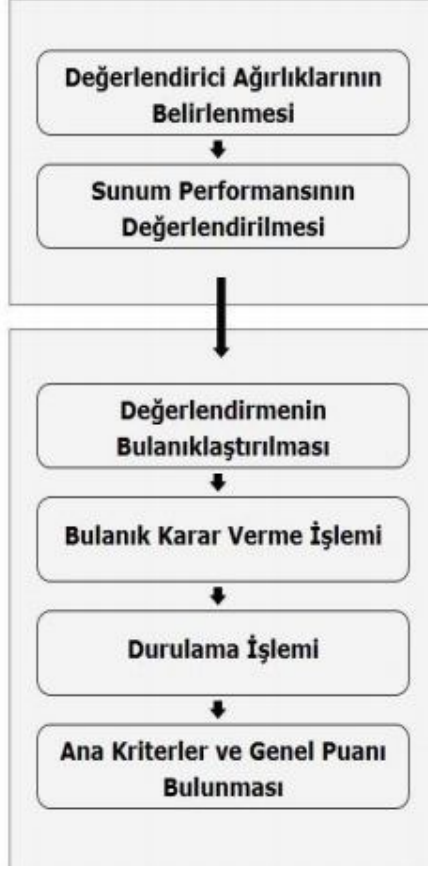 Değerlendirici Ağırlıklarının
Belirlenmesi
Sunum Performansının
Değerlendirilmesi
Değerlendirmenin
Bulanıklaştırılması
Bulanık Karar Verme İşlemi
Durulama İşlemi
Ana Kriterler ve Genel Puanı
Bulunması